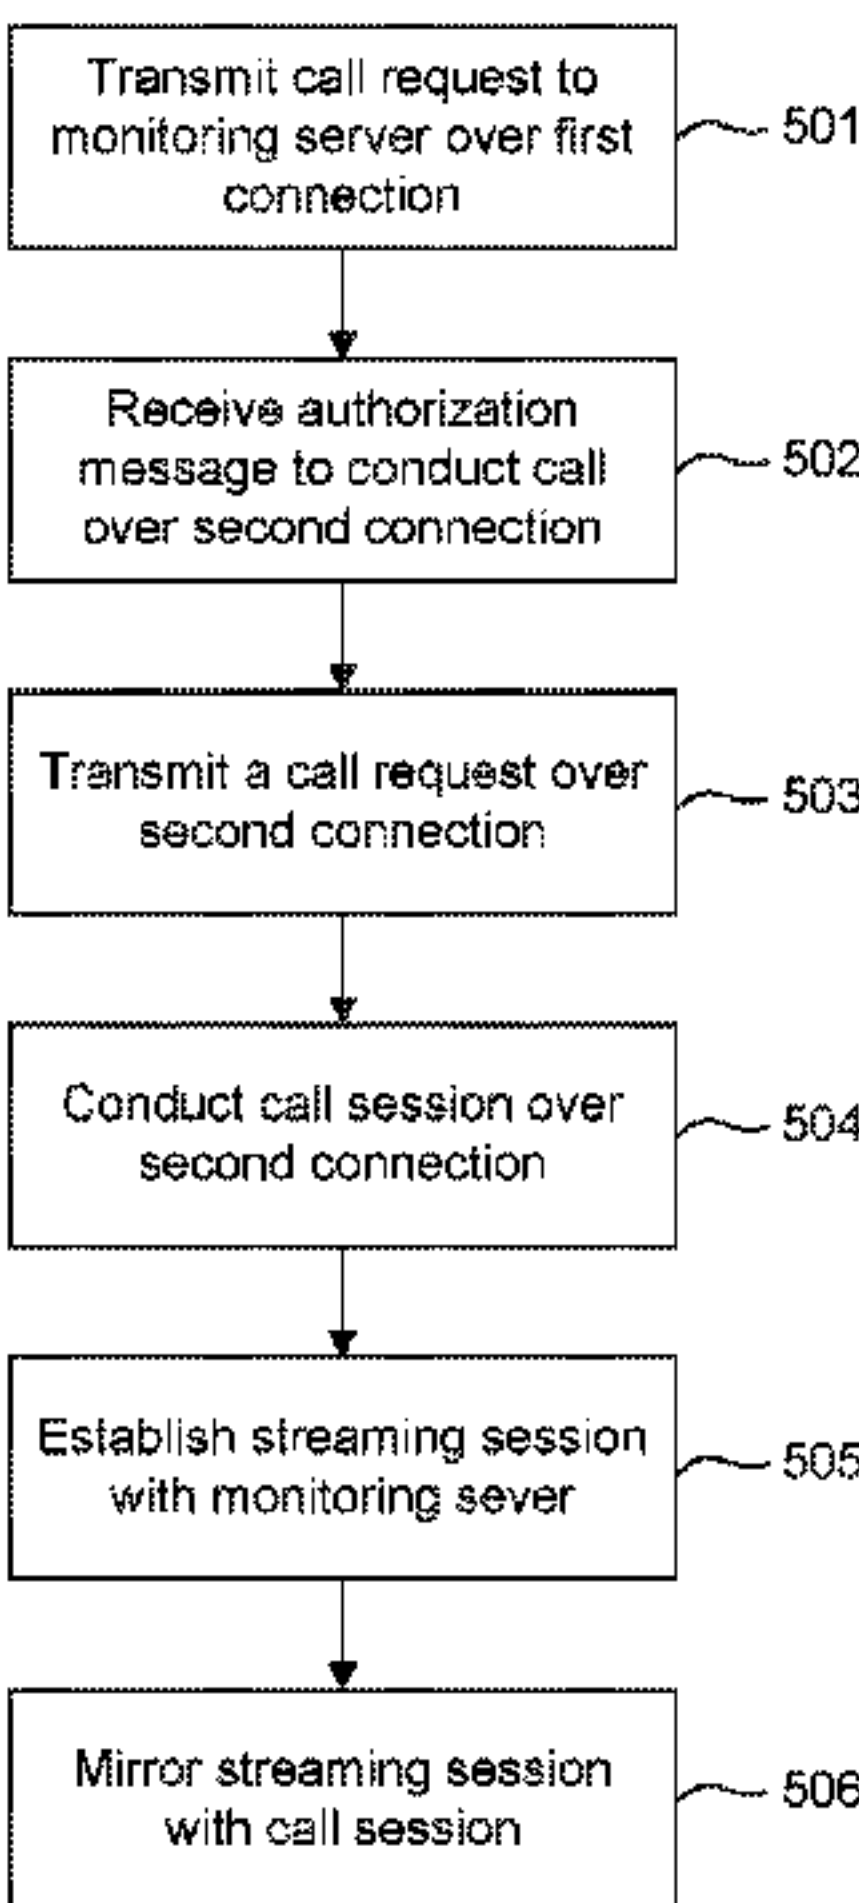 Transmit call request to
monitoring server over first
connection
501
Receive authorization
message to conduct call
over second connection
502
Transmit a call request over
second connection
503
Conduct call session over
second connection
504
Establish streaming session
with monitoring sever
505
Mirror streaming session
with call session
506